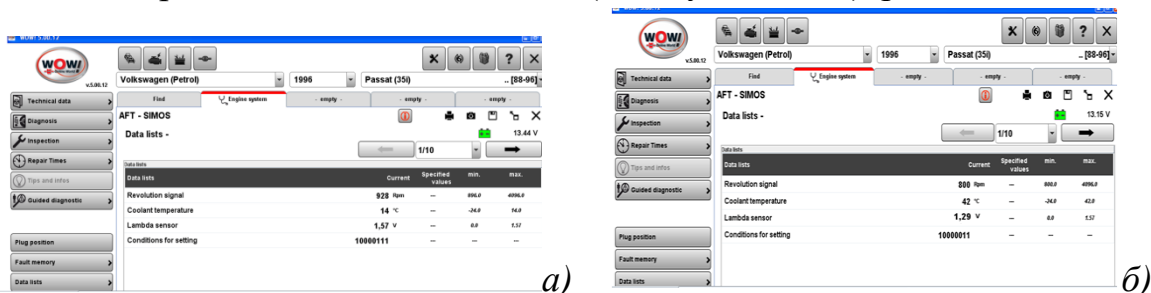 WOW! 5.00.12
WOW!
v.5.00.12
Volkswagen (Petrol)
1996
Passat (35i)
.. [88-96]
Technical data
Diagnosis
Inspection
Repair Times
Tips and infos
Guided diagnostic
Plug position
Fault memory
Data lists
Find
Engine system
- empty -
- empty -
- empty -
AFT - SIMOS
Data lists -
13.44 V
1/10
Data lists
Data lists Current Specified values min. max.
Revolution signal 928 Rpm -- 896.0 4096.0
Coolant temperature 14 °C -- -24.0 14.0
Lambda sensor 1,57 V -- 0.0 1.57
Conditions for setting 10000111 -- -- --
а)
WOW! 5.00.12
WOW!
v.5.00.12
Volkswagen (Petrol)
1996
Passat (35i)
.. [88-96]
Technical data
Diagnosis
Inspection
Repair Times
Tips and infos
Guided diagnostic
Plug position
Fault memory
Data lists
Find
Engine system
- empty -
- empty -
- empty -
AFT - SIMOS
Data lists -
13.15 V
1/10
Data lists
Data lists Current Specified values min. max.
Revolution signal 800 Rpm -- 800.0 4096.0
Coolant temperature 42 °C -- -24.0 42.0
Lambda sensor 1,29 V -- 0.0 1.57
Conditions for setting 10000011 -- -- --
б)